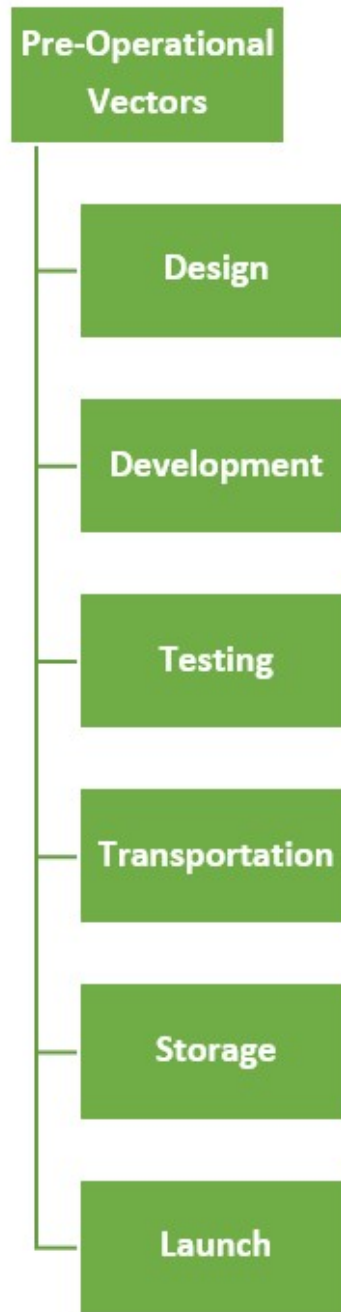 Pre-Operational
Vectors
Design
Development
Testing
Transportation
Storage
Launch